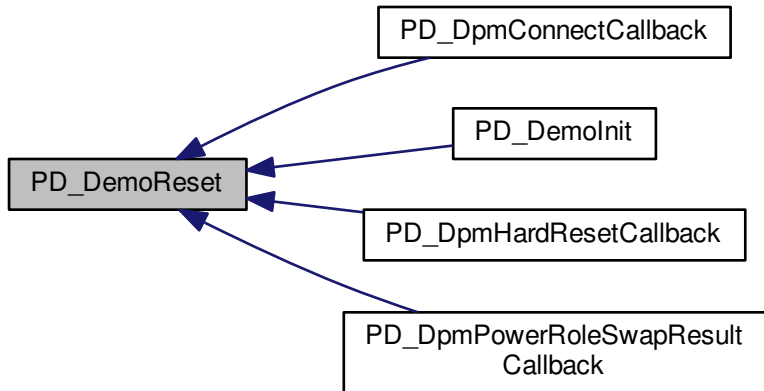 PD_DpmConnectCallback
PD_DemoInit
PD_DemoReset
PD_DpmHardResetCallback
PD_DpmPowerRoleSwapResult
Callback